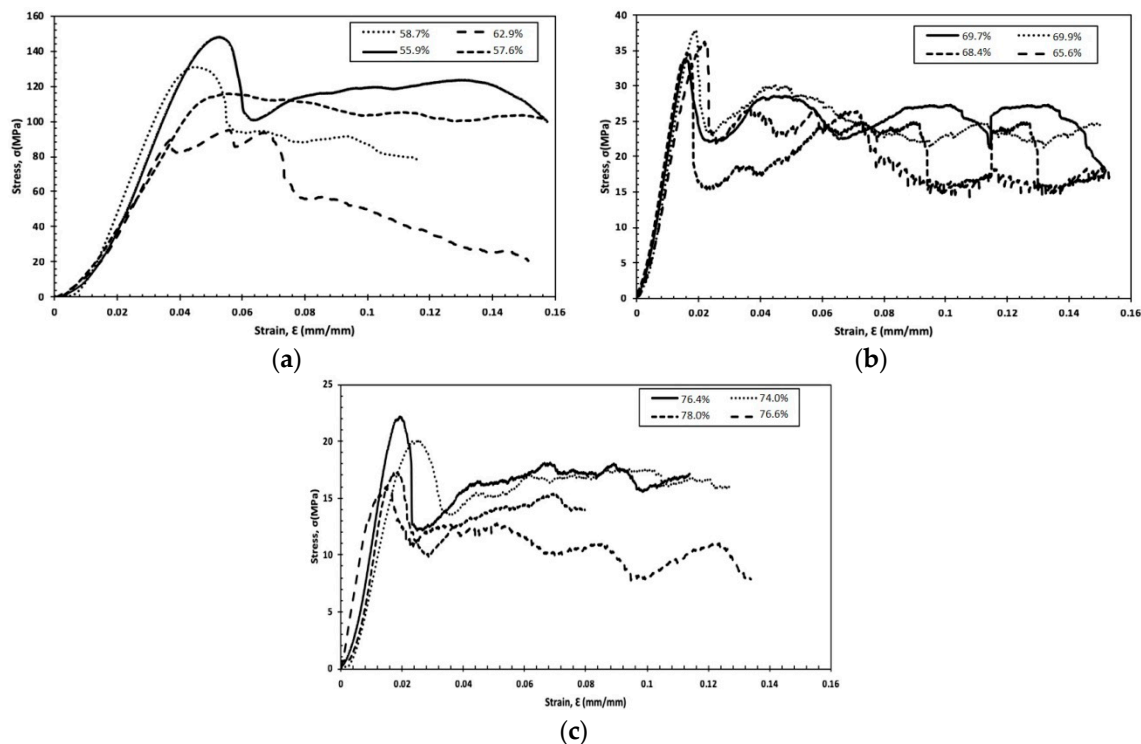 160
140
120
100
80
60
40
20
0
Stress, σ(MPa)
58.7% 62.9%
55.9% 57.6%
0 0.02 0.04 0.06 0.08 0.1 0.12 0.14 0.16
Strain, Ɛ (mm/mm)
(a)
40
35
30
25
20
15
10
5
0
Stress, σ(MPa)
69.7% 69.9%
68.4% 65.6%
0 0.02 0.04 0.06 0.08 0.1 0.12 0.14 0.16
Strain, Ɛ (mm/mm)
(b)
25
20
15
10
5
0
Stress, σ(MPa)
76.4% 74.0%
78.0% 76.6%
0 0.02 0.04 0.06 0.08 0.1 0.12 0.14 0.16
Strain, Ɛ (mm/mm)
(c)